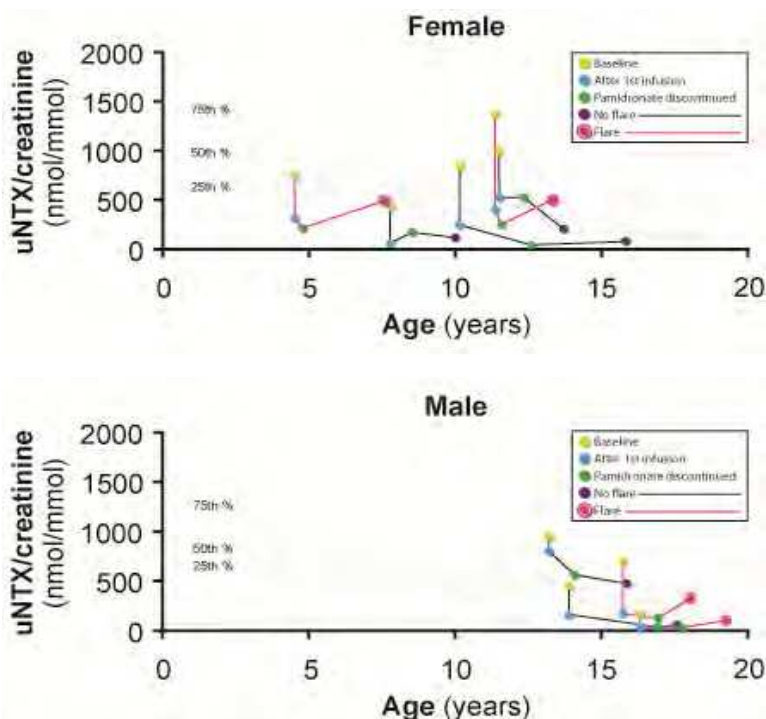 Female
uNTX/creatinine
(nmol/mmol)
2000
1500
1000
500
0
75th %
50th %
25th %
Baseline
After 1st infusion
Pamidronate discontinued
No flare
Flare
0 5 10 15 20
Age (years)
Male
uNTX/creatinine
(nmol/mmol)
2000
1500
1000
500
0
75th %
50th %
25th %
Baseline
After 1st infusion
Pamidronate discontinued
No flare
Flare
0 5 10 15 20
Age (years)